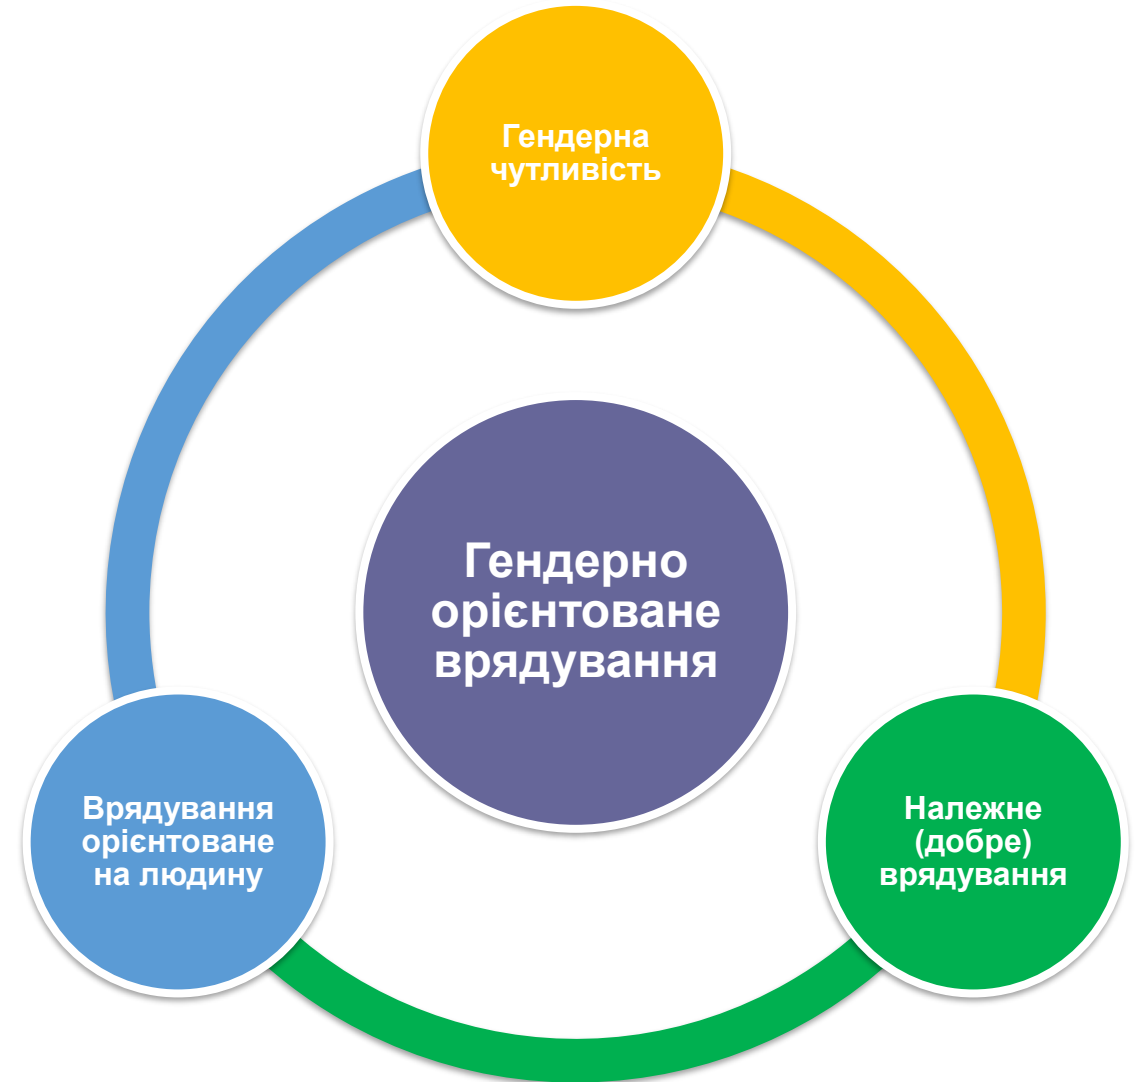 Гендерна
чутливість
Гендерно
орієнтоване
врядування
Врядування
орієнтоване
на людину
Належне
(добре)
врядування